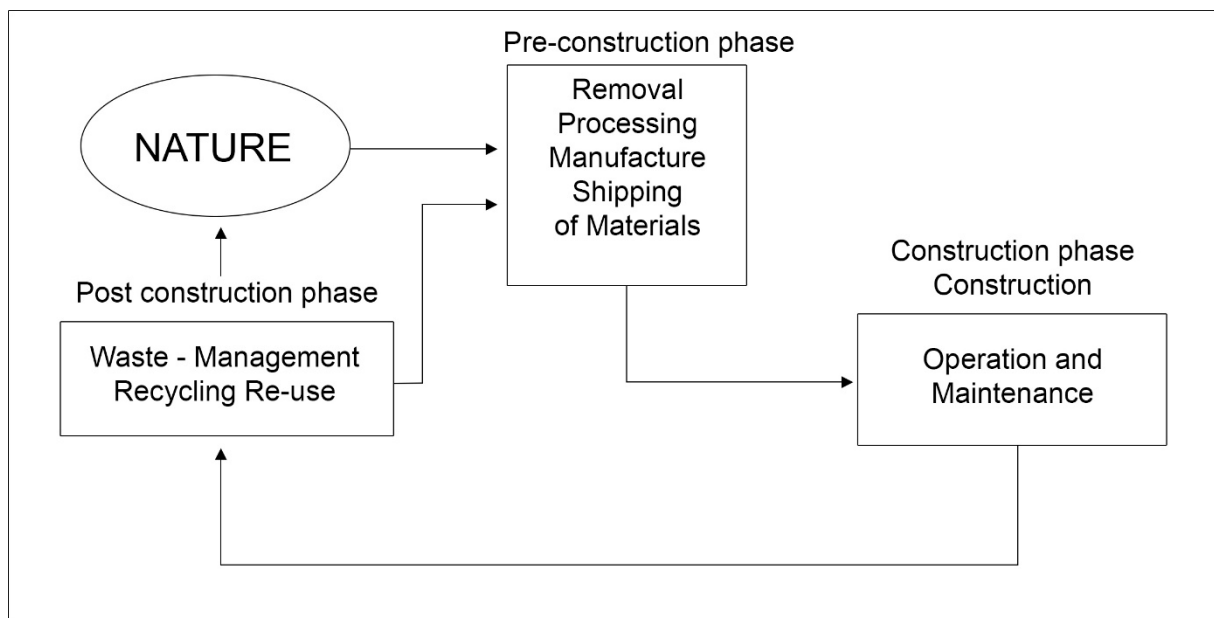 Pre-construction phase
NATURE
Removal
Processing
Manufacture
Shipping
of Materials
Construction phase
Construction
Post construction phase
Waste - Management
Recycling Re-use
Operation and
Maintenance